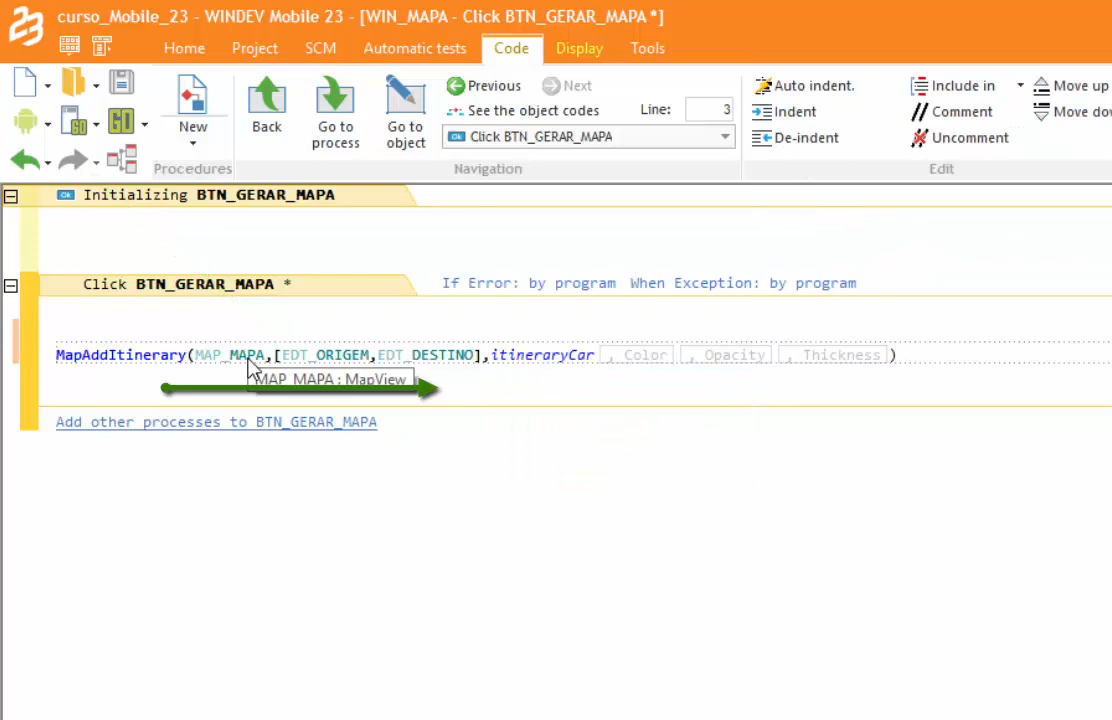 23
curso_Mobile_23 - WINDEV Mobile 23 - [WIN_MAPA - Click BTN_GERAR_MAPA *]
Home Project SCM Automatic tests Code Display Tools
Previous Next Auto indent. Include in Move up
See the object codes Line: 3 Indent // Comment Move dov
New Back Go to process Go to object Click BTN_GERAR_MAPA De-indent Uncomment
Procedures Navigation Edit
Initializing BTN_GERAR_MAPA
Click BTN_GERAR_MAPA * If Error: by program When Exception: by program
MapAddItinerary(MAP_MAPA,[EDT_ORIGEM,EDT_DESTINO],itineraryCar , Color , Opacity , Thickness )
MAP_MAPA : MapView
Add other processes to BTN_GERAR_MAPA